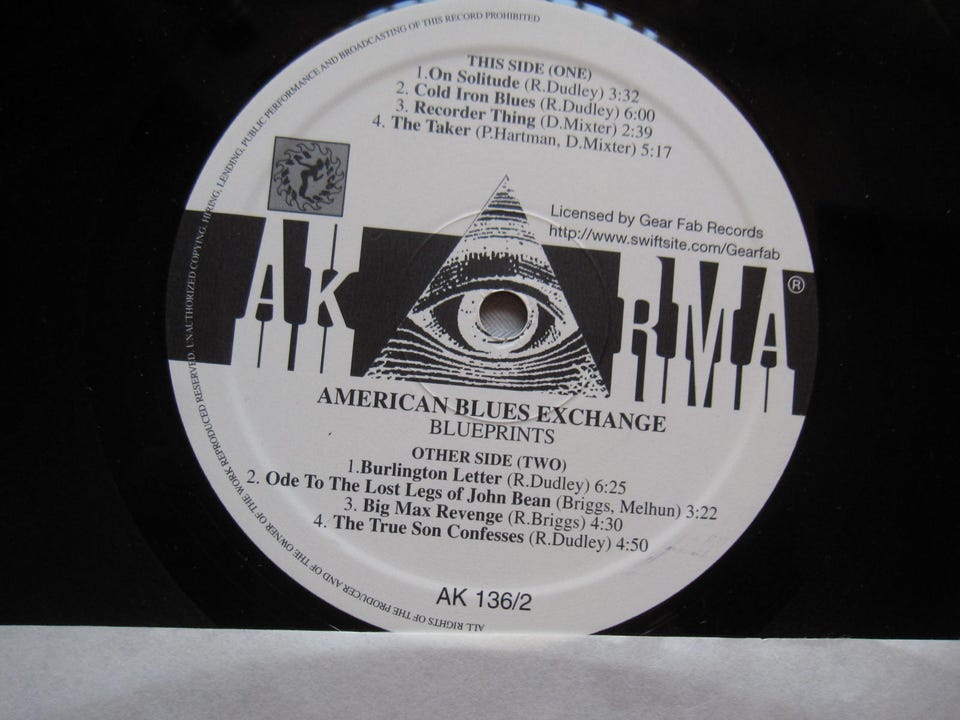 ALL RIGHTS OF THE PRODUCER AND OF THE OWNER OF THE WORK REPRODUCED RESERVED. UNAUTHORIZED COPYING, HIRING, LENDING, PUBLIC PERFORMANCE AND BROADCASTING OF THIS RECORD PROHIBITED
THIS SIDE (ONE)
1.On Solitude (R.Dudley) 3:32
2. Cold Iron Blues (R.Dudley) 6:00
3. Recorder Thing (D.Mixter) 2:39
4. The Taker (P.Hartman, D.Mixter) 5:17
Licensed by Gear Fab Records
http://www.swiftsite.com/Gearfab
AK RMA ®
AMERICAN BLUES EXCHANGE
BLUEPRINTS
OTHER SIDE (TWO)
1.Burlington Letter (R.Dudley) 6:25
2. Ode To The Lost Legs of John Bean (Briggs, Melhun) 3:22
3. Big Max Revenge (R.Briggs) 4:30
4. The True Son Confesses (R.Dudley) 4:50
AK 136/2